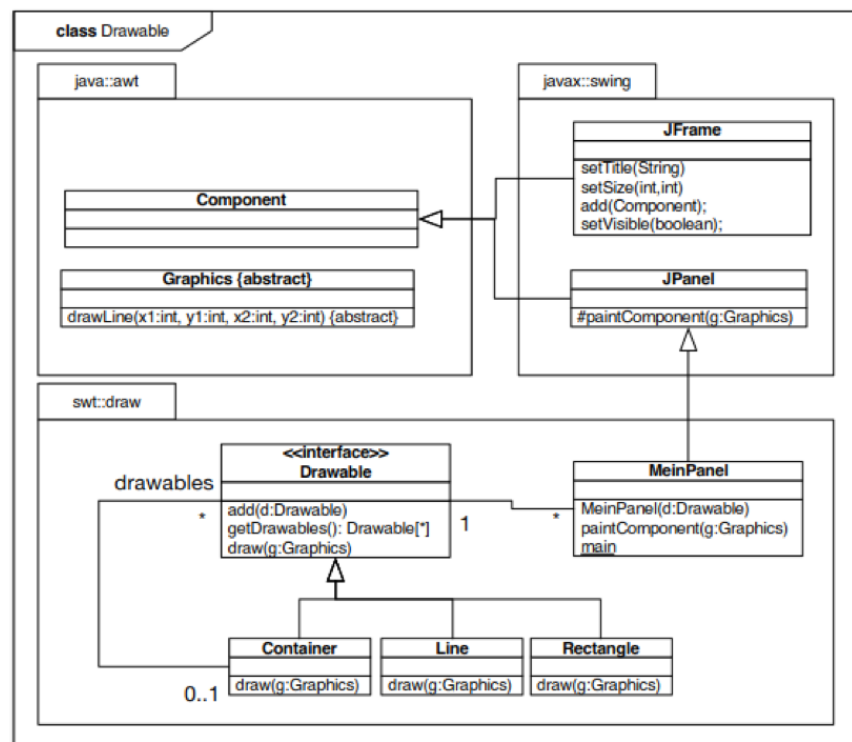 class Drawable
java::awt
javax::swing
JFrame
setTitle(String)
setSize(int,int)
add(Component);
setVisible(boolean);
Component
Graphics {abstract}
drawLine(x1:int, y1:int, x2:int, y2:int) {abstract}
JPanel
#paintComponent(g:Graphics)
swt::draw
<<interface>>
Drawable
add(d:Drawable)
getDrawables(): Drawable[*]
draw(g:Graphics)
drawables
*
1
*
MeinPanel
MeinPanel(d:Drawable)
paintComponent(g:Graphics)
main
Container
draw(g:Graphics)
Line
draw(g:Graphics)
Rectangle
draw(g:Graphics)
0..1